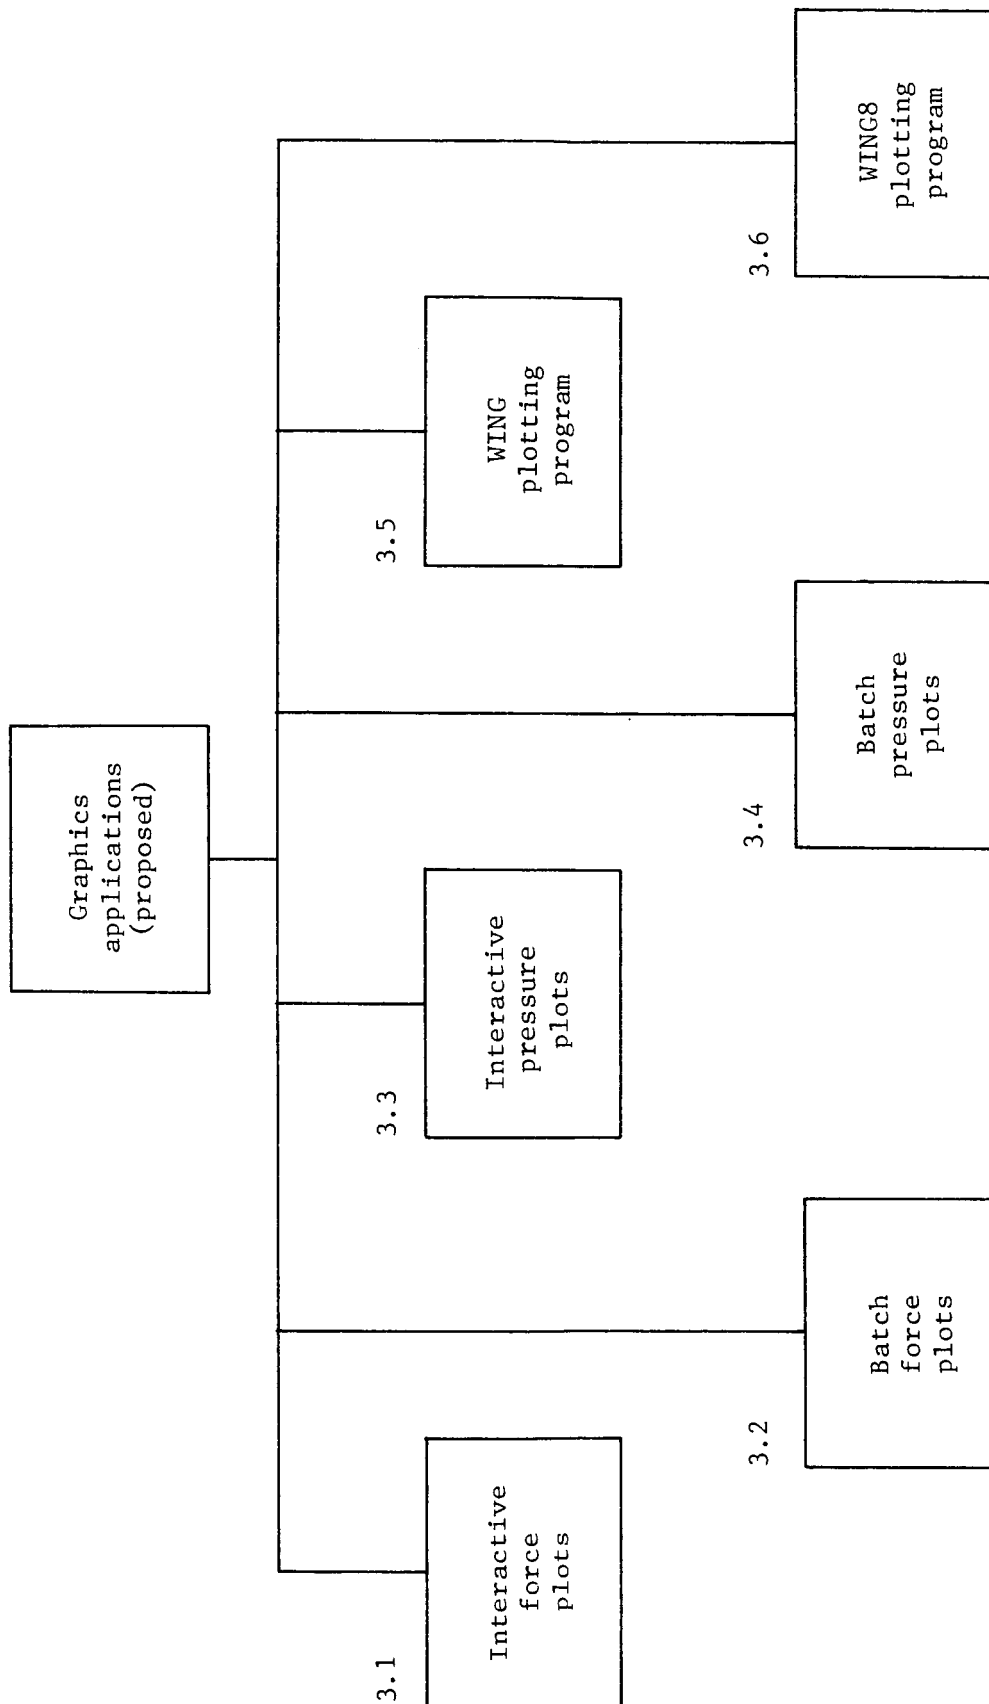 Graphics
applications
(proposed)
3.1
Interactive
force
plots
3.2
Batch
force
plots
3.3
Interactive
pressure
plots
3.4
Batch
pressure
plots
3.5
WING
plotting
program
3.6
WING8
plotting
program